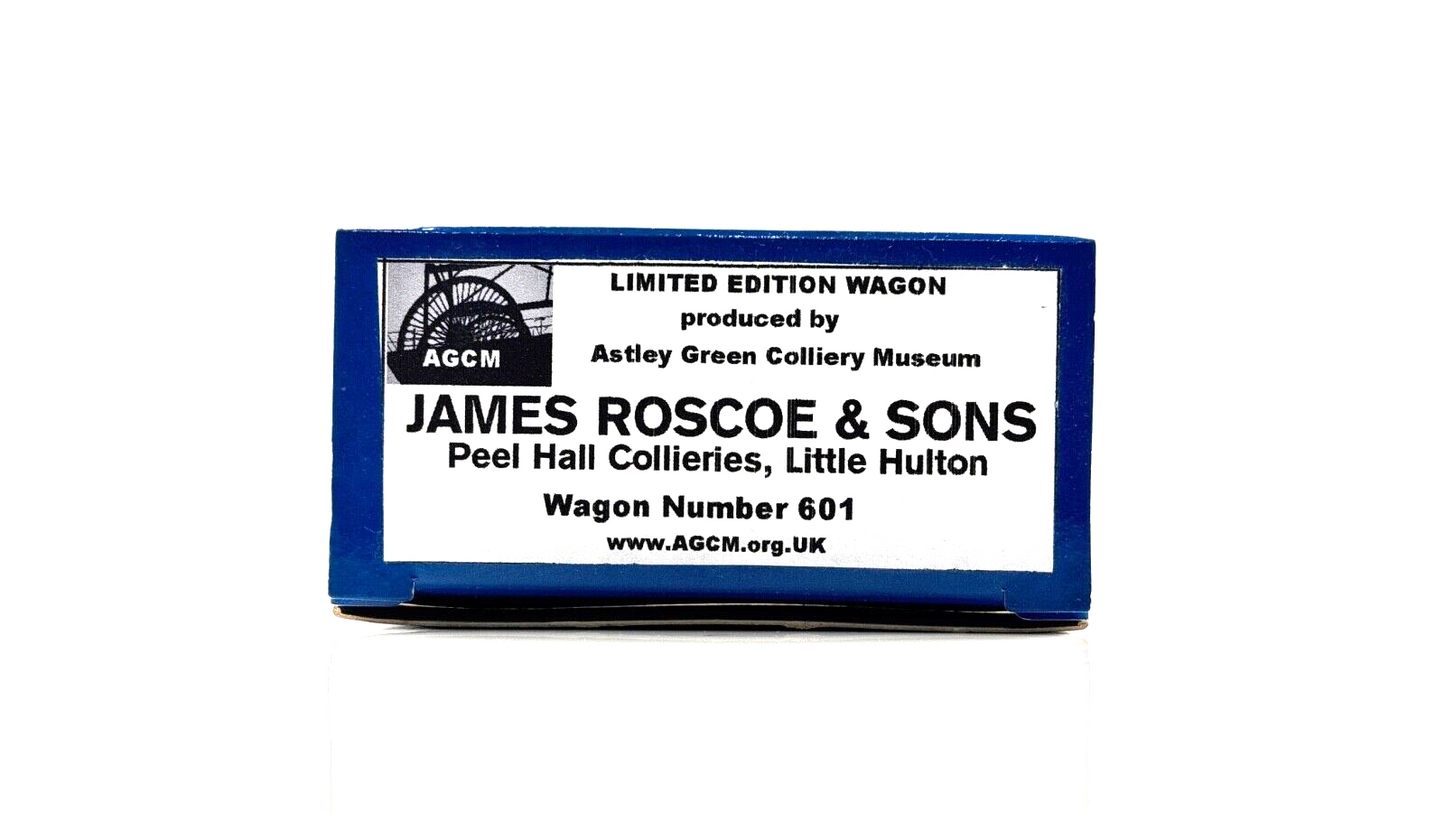 LIMITED EDITION WAGON
produced by
Astley Green Colliery Museum
AGCM
JAMES ROSCOE & SONS
Peel Hall Collieries, Little Hulton
Wagon Number 601
www.AGCM.org.UK